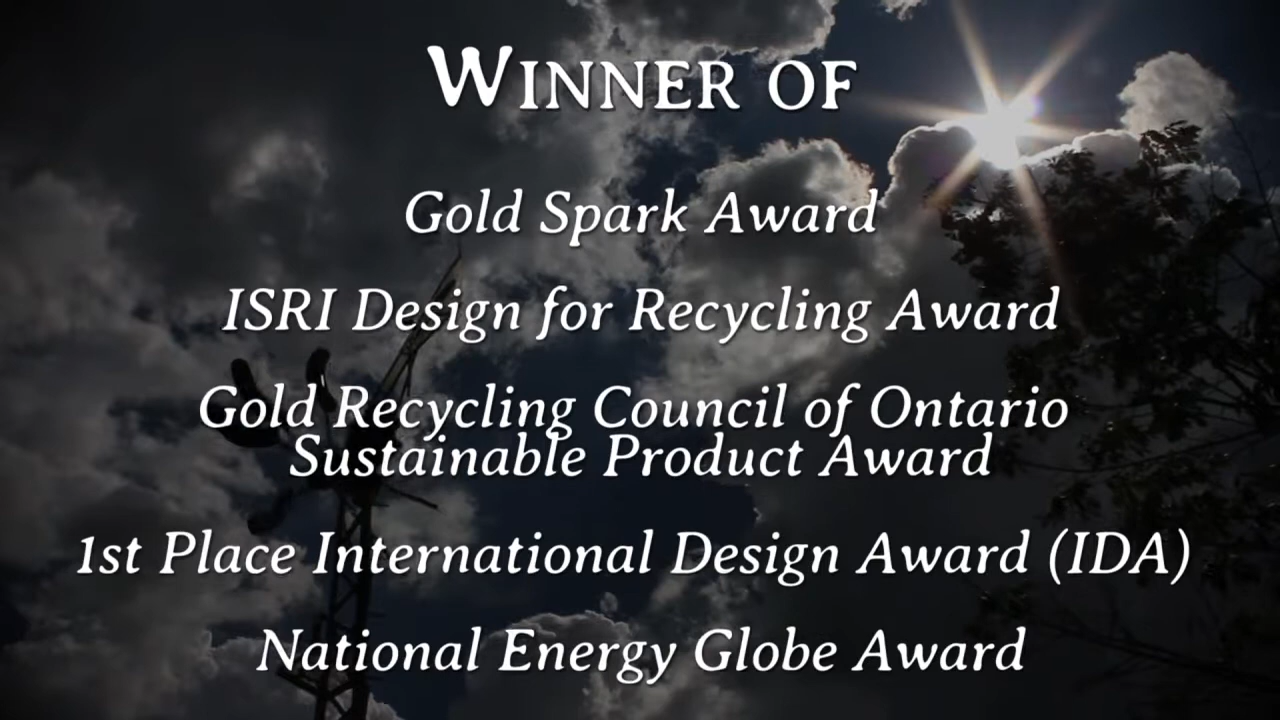 WINNER OF
Gold Spark Award
ISRI Design for Recycling Award
Gold Recycling Council of Ontario
Sustainable Product Award
1st Place International Design Award (IDA)
National Energy Globe Award